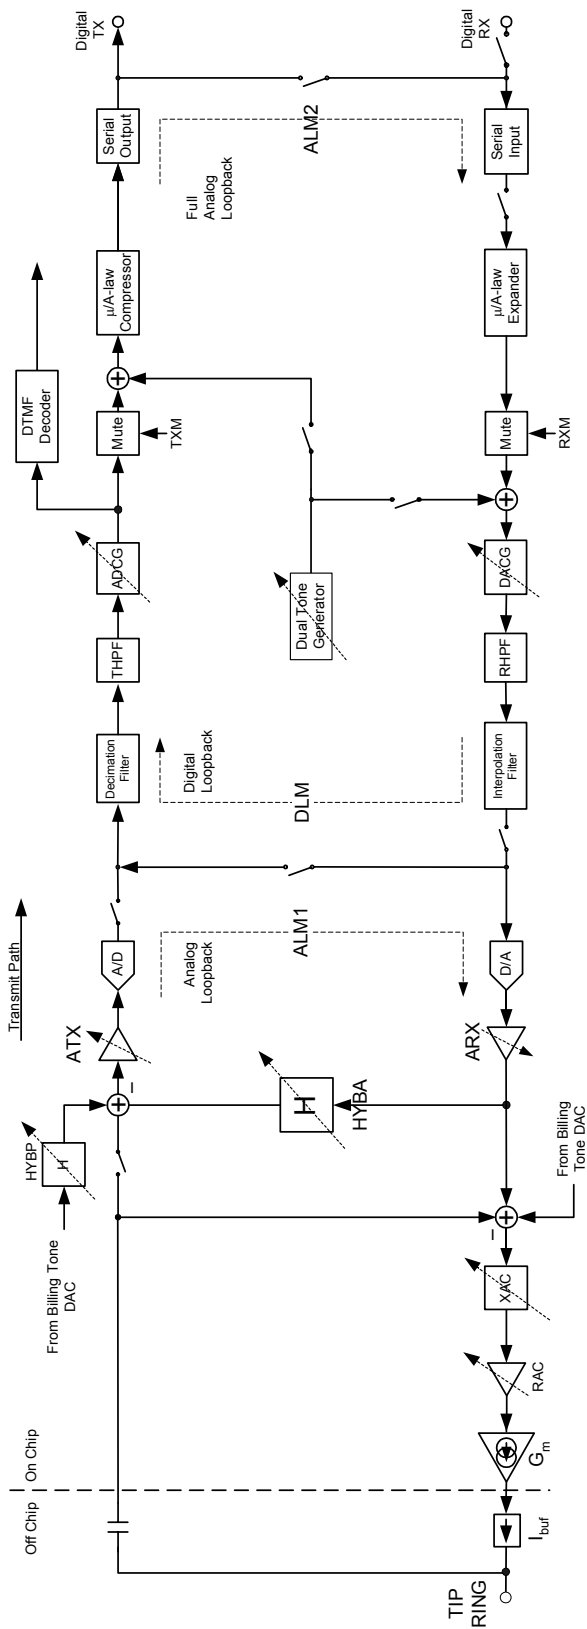 Digital
TX
Digital
RX
Serial
Output
ALM2
Full
Analog
Loopback
Serial
Input
µ/A-law
Compressor
µ/A-law
Expander
DTMF
Decoder
+
Mute
TXM
Mute
RXM
+
ADCG
Dual Tone
Generator
DACG
THPF
RHPF
Decimation
Filter
Digital
Loopback
DLM
Interpolation
Filter
Transmit Path
A/D
Analog
Loopback
ALM1
D/A
ATX
ARX
HYBP
H
+
–
H
HYBA
From Billing Tone
DAC
From Billing
Tone DAC
–
+
XAC
RAC
On Chip
Off Chip
Gm
Ibuf
TIP
RING